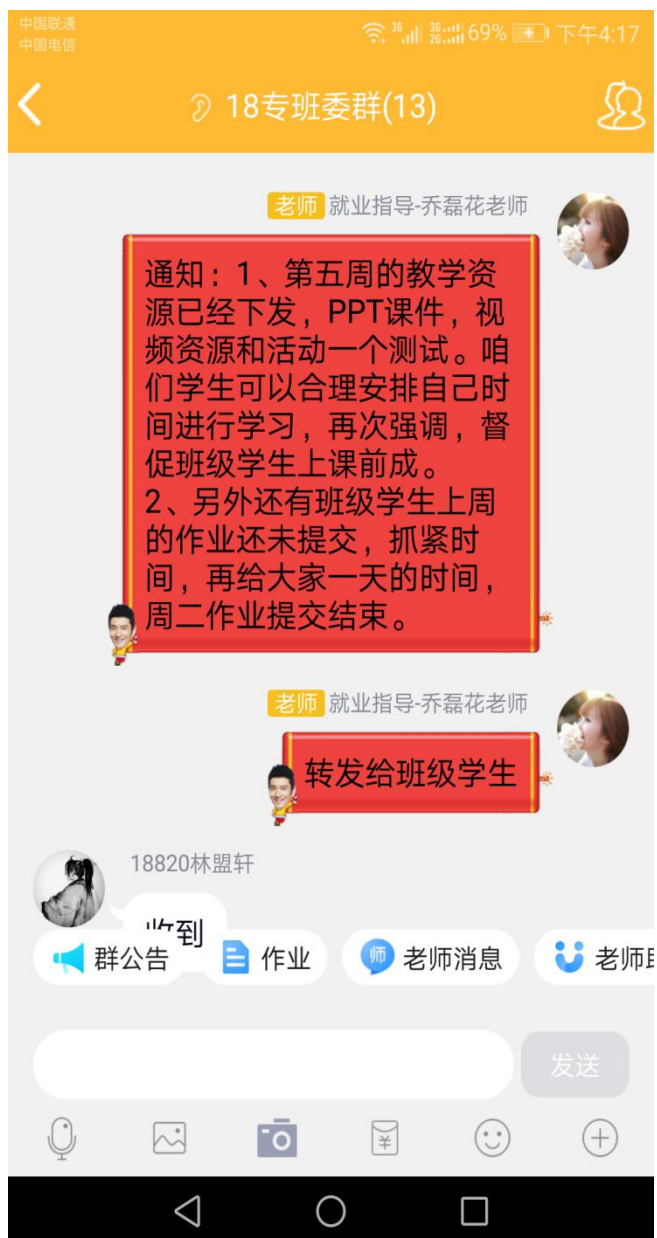 中国联通
中国电信
3G 3G 2G 69% 下午4:17
18专班委群(13)
老师 就业指导-乔磊花老师
通知：1、第五周的教学资
源已经下发，PPT课件，视
频资源和活动一个测试。咱
们学生可以合理安排自己时
间进行学习，再次强调，督
促班级学生上课前成。
2、另外还有班级学生上周
的作业还未提交，抓紧时
间，再给大家一天的时间，
周二作业提交结束。
老师 就业指导-乔磊花老师
转发给班级学生
18820林盟轩
收到
群公告 作业 师 老师消息 老师
发送